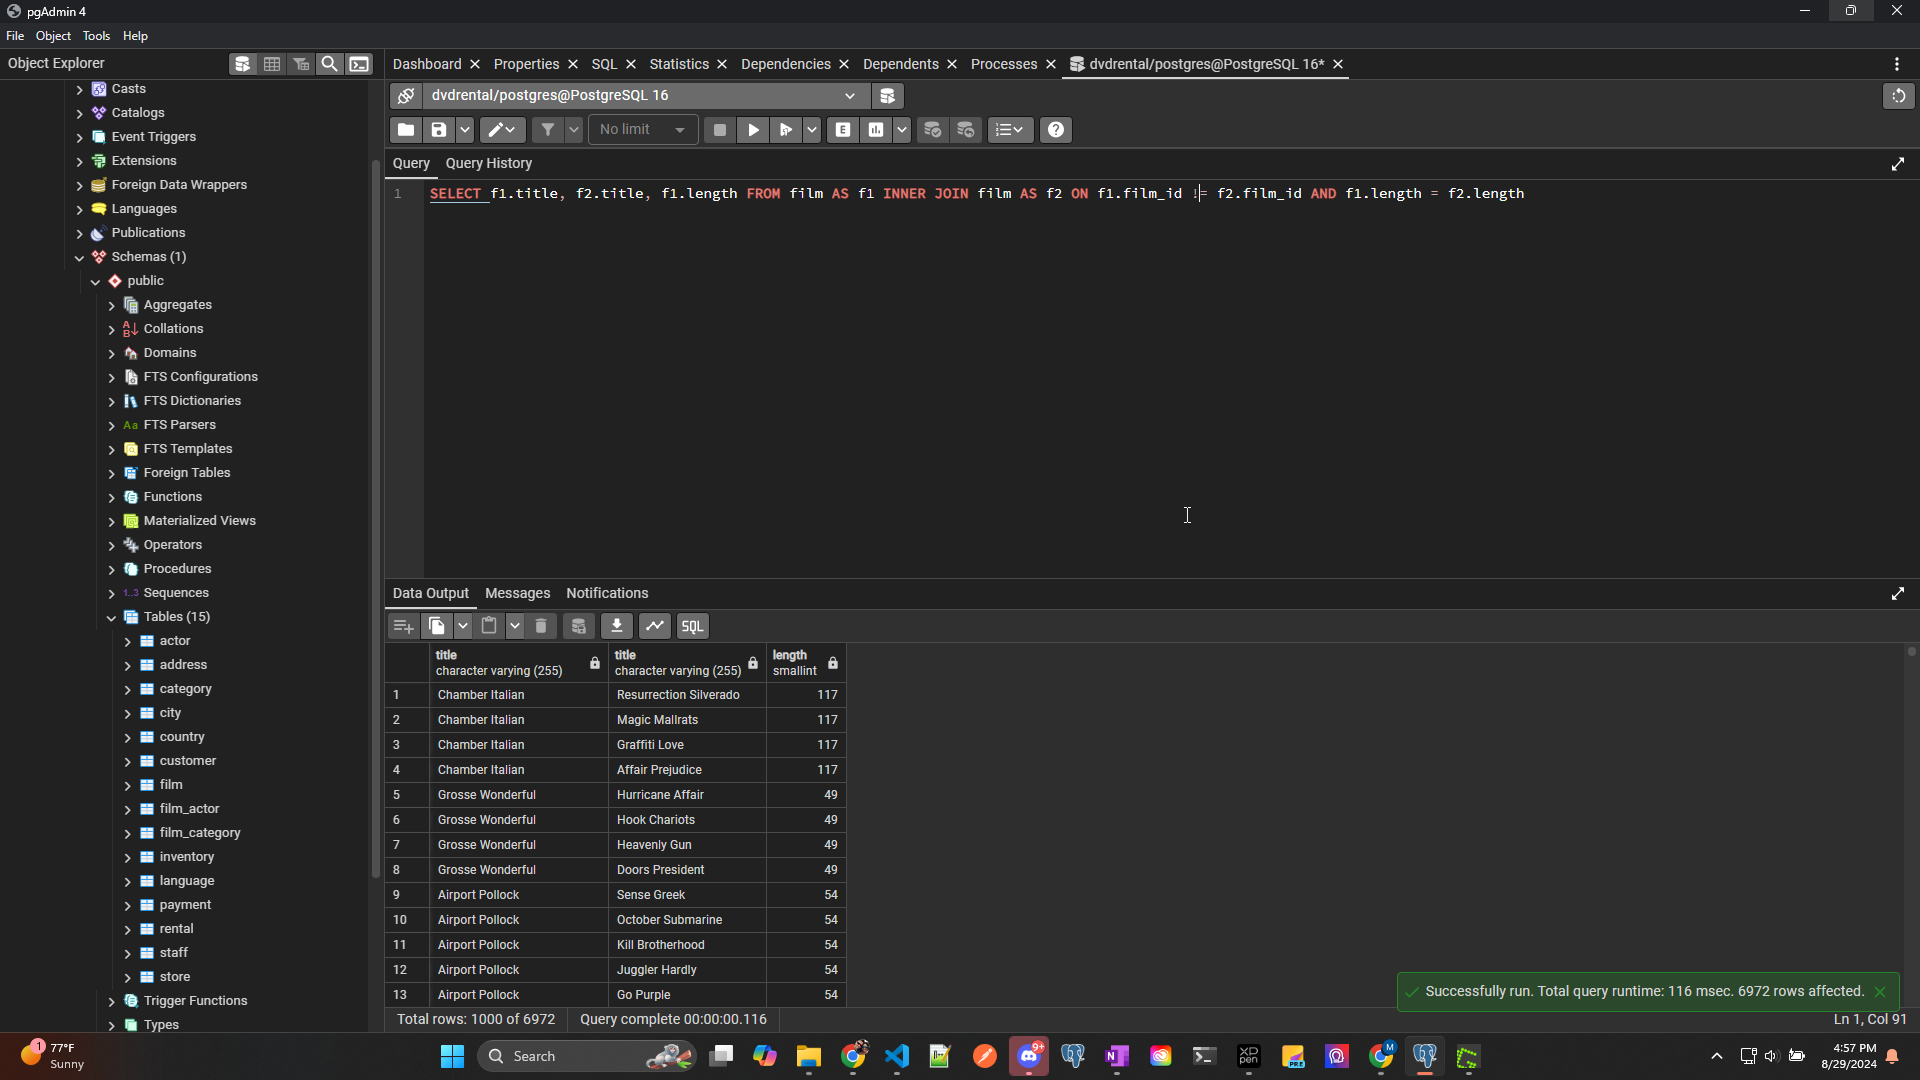 pgAdmin 4
File Object Tools Help
Object Explorer
Dashboard Properties SQL Statistics Dependencies Dependents Processes dvdrental/postgres@PostgreSQL 16*
Casts
Catalogs
Event Triggers
Extensions
Foreign Data Wrappers
Languages
Publications
Schemas (1)
public
Aggregates
Collations
Domains
FTS Configurations
FTS Dictionaries
Aa FTS Parsers
FTS Templates
Foreign Tables
Functions
Materialized Views
Operators
Procedures
1..3 Sequences
Tables (15)
actor
address
category
city
country
customer
film
film_actor
film_category
inventory
language
payment
rental
staff
store
Trigger Functions
Types
dvdrental/postgres@PostgreSQL 16
No limit
E
Query Query History
1 SELECT f1.title, f2.title, f1.length FROM film AS f1 INNER JOIN film AS f2 ON f1.film_id != f2.film_id AND f1.length = f2.length
Data Output Messages Notifications
SQL
title title length
character varying (255) character varying (255) smallint
1 Chamber Italian Resurrection Silverado 117
2 Chamber Italian Magic Mallrats 117
3 Chamber Italian Graffiti Love 117
4 Chamber Italian Affair Prejudice 117
5 Grosse Wonderful Hurricane Affair 49
6 Grosse Wonderful Hook Chariots 49
7 Grosse Wonderful Heavenly Gun 49
8 Grosse Wonderful Doors President 49
9 Airport Pollock Sense Greek 54
10 Airport Pollock October Submarine 54
11 Airport Pollock Kill Brotherhood 54
12 Airport Pollock Juggler Hardly 54
13 Airport Pollock Go Purple 54
Successfully run. Total query runtime: 116 msec. 6972 rows affected.
Total rows: 1000 of 6972 Query complete 00:00:00.116
Ln 1, Col 91
1
77°F
Sunny
Search
9+
XP
pen
PRE
M
4:57 PM
8/29/2024